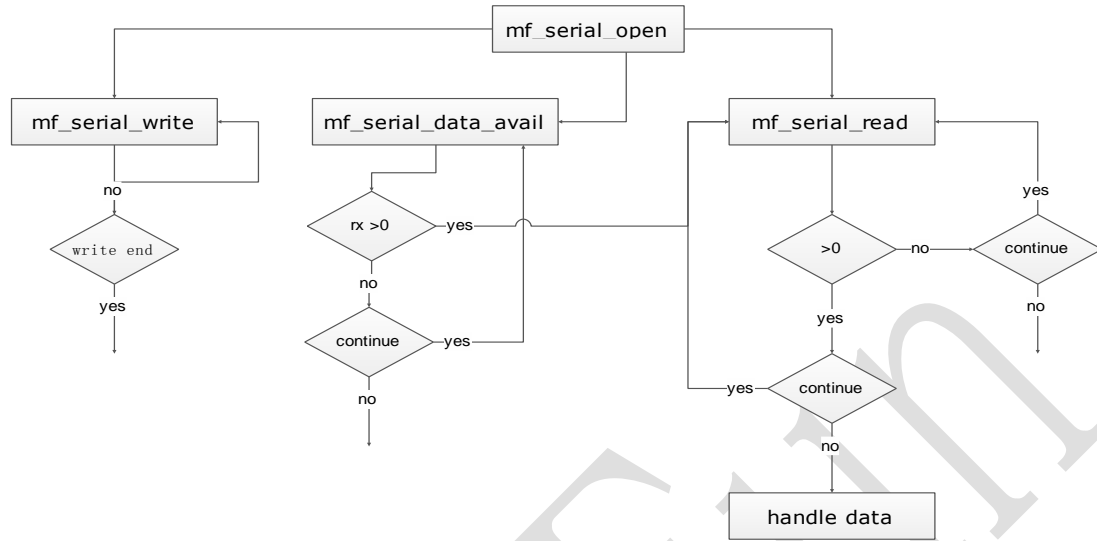 mf_serial_open
mf_serial_write
mf_serial_data_avail
mf_serial_read
no
yes
rx >0
yes
write end
>0
no
continue
no
yes
yes
no
continue
yes
continue
yes
no
no
handle data